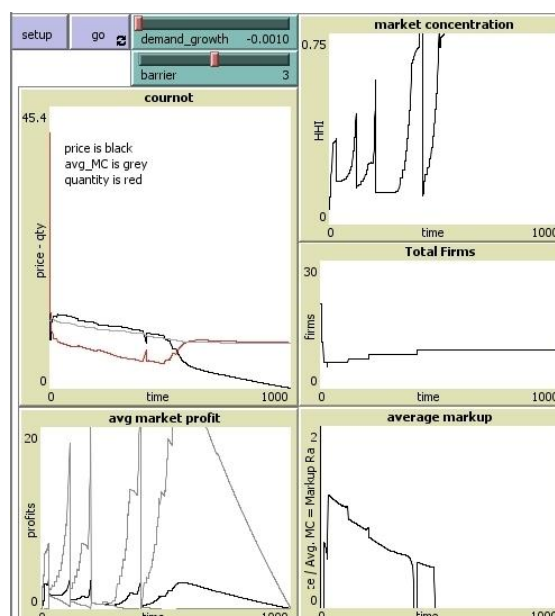 setup
go
demand_growth -0.0010
barrier 3
cournot
45.4
price is black
avg_MC is grey
quantity is red
price - qty
0
time
1000
avg market profit
20
profits
0
time
1000
market concentration
0.75
HHI
0
time
1000
Total Firms
30
firms
0
time
1000
average markup
2
ce / Avg. MC = Markup Ra
0
time
1000